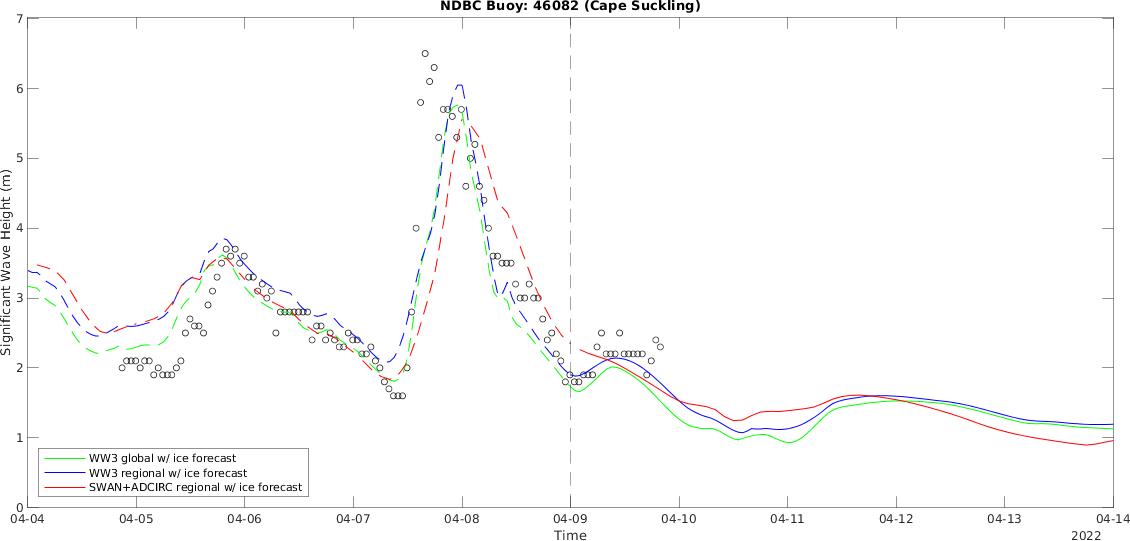 NDBC Buoy: 46082 (Cape Suckling)
7
6
5
4
3
2
1
0
Significant Wave Height (m)
WW3 global w/ ice forecast
WW3 regional w/ ice forecast
SWAN+ADCIRC regional w/ ice forecast
04-04 04-05 04-06 04-07 04-08 04-09 04-10 04-11 04-12 04-13 04-14
Time
2022